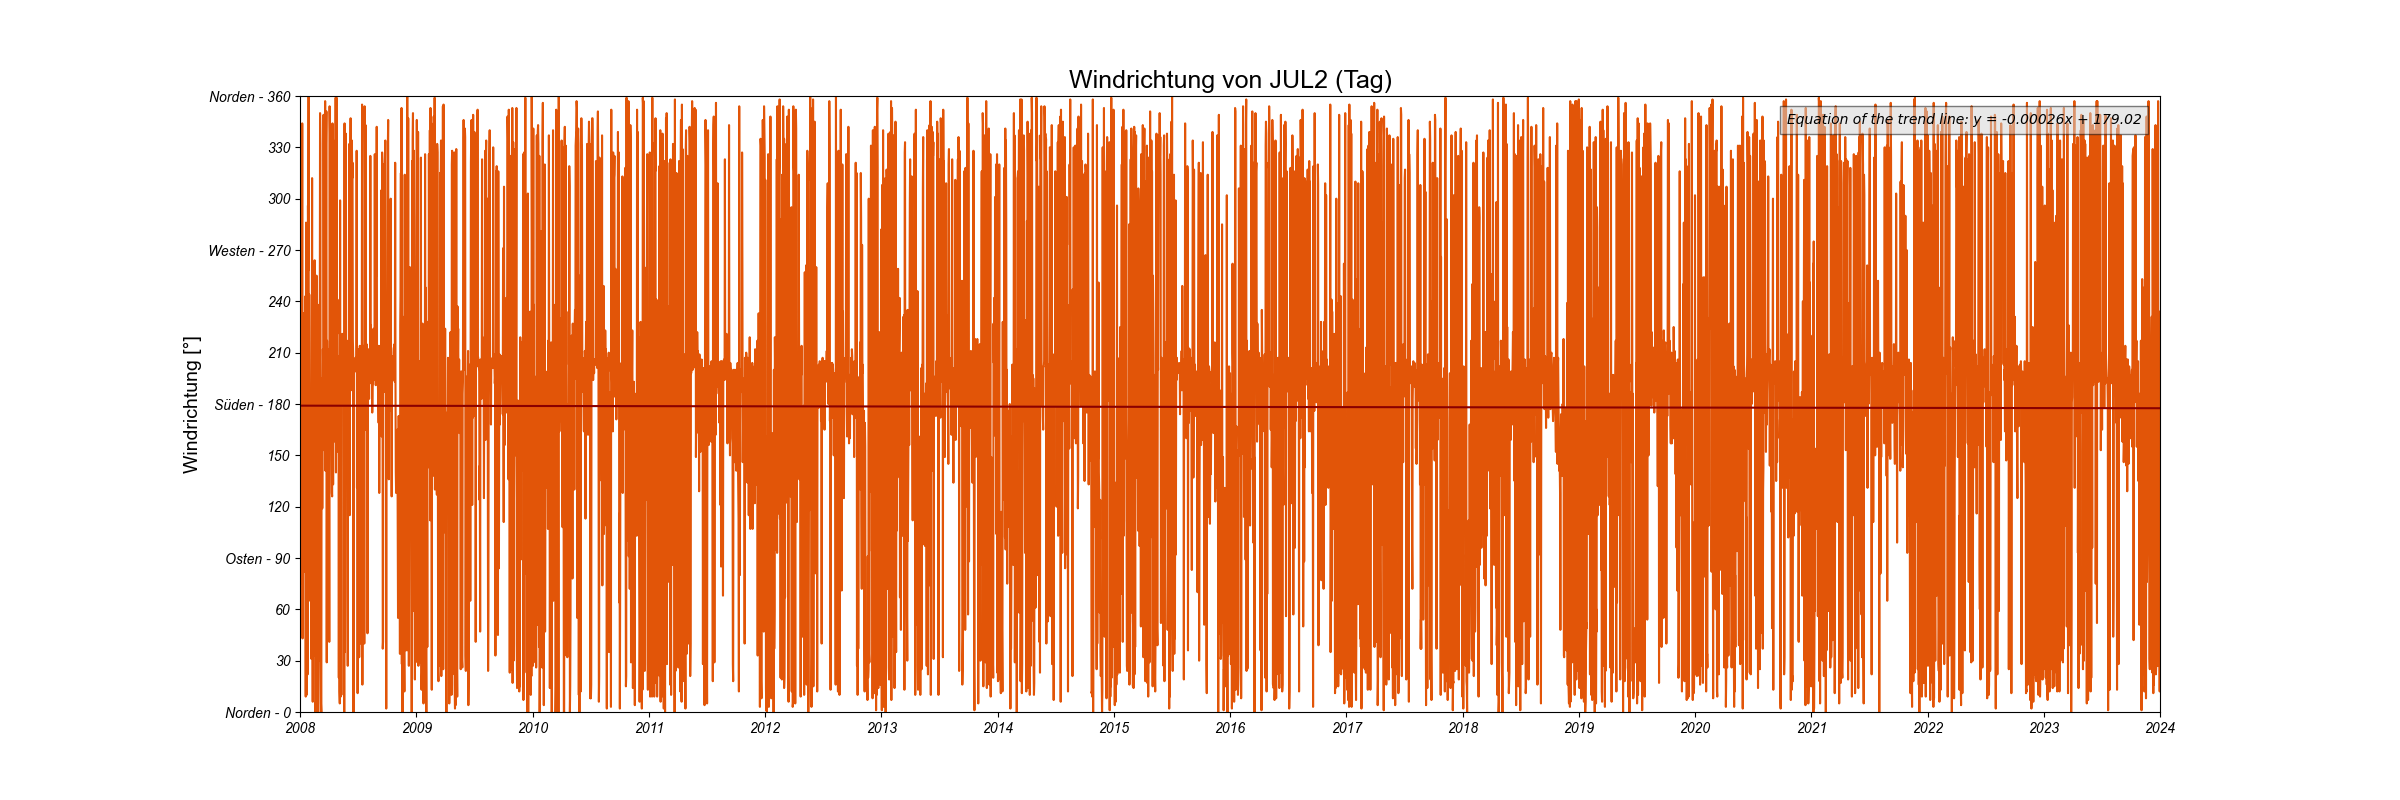 Windrichtung von JUL2 (Tag)
Equation of the trend line: y = -0.00026x + 179.02
Windrichtung [°]
Norden - 360
330
300
Westen - 270
240
210
Süden - 180
150
120
Osten - 90
60
30
Norden - 0
2008 2009 2010 2011 2012 2013 2014 2015 2016 2017 2018 2019 2020 2021 2022 2023 2024